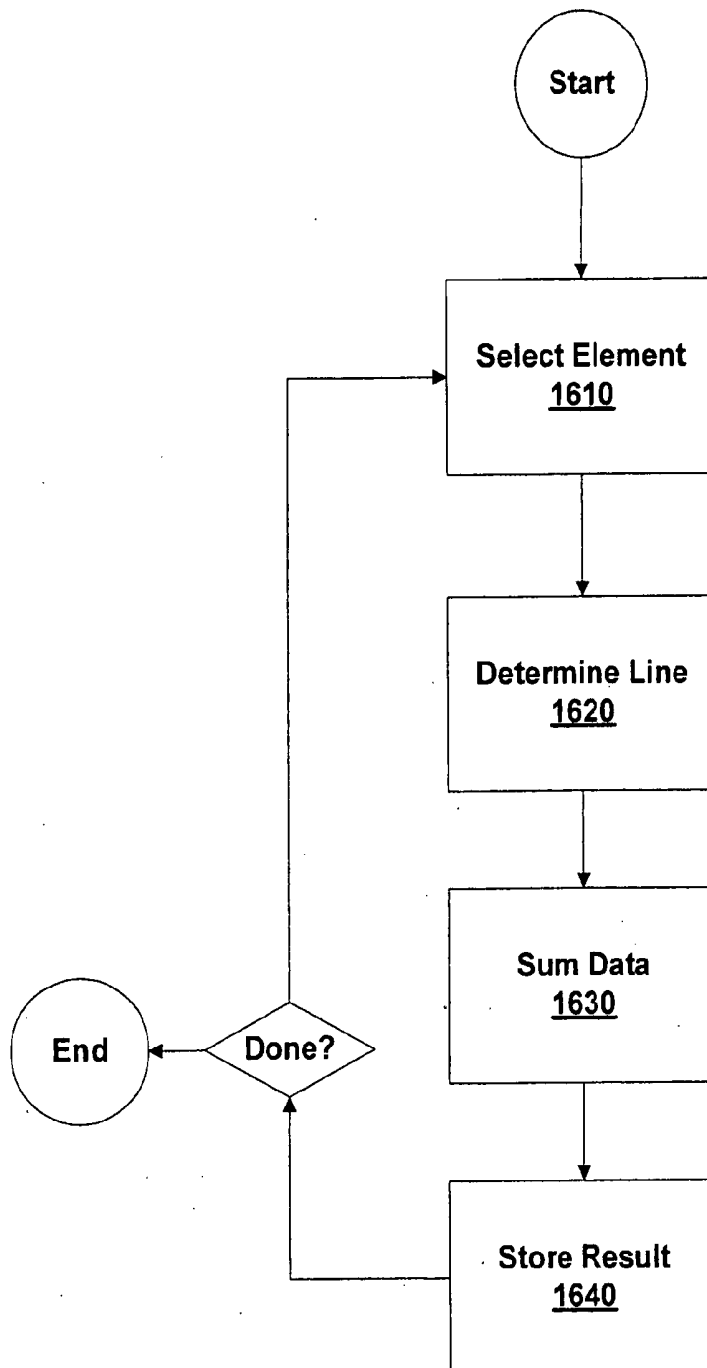 Start
Select Element
1610
Determine Line
1620
Sum Data
1630
End
Done?
Store Result
1640